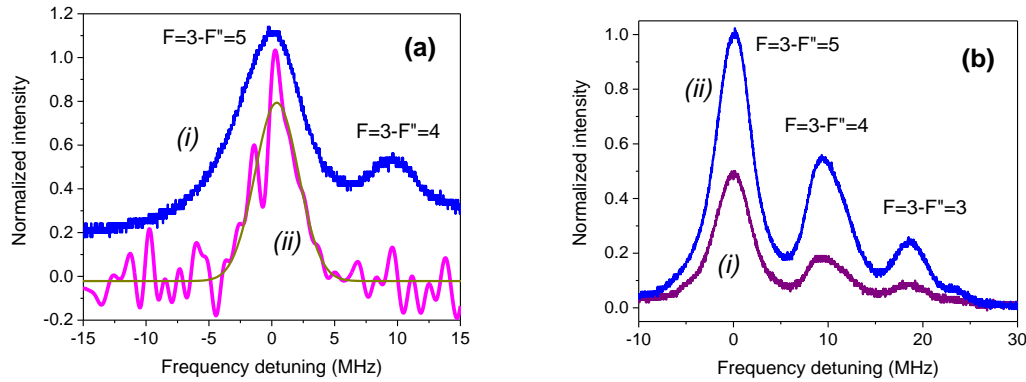 (a)
F=3-F"=5
F=3-F"=4
(i)
(ii)
Normalized intensity
1.2
1.0
0.8
0.6
0.4
0.2
0.0
-0.2
-15 -10 -5 0 5 10 15
Frequency detuning (MHz)
(b)
F=3-F"=5
(ii)
F=3-F"=4
F=3-F"=3
(i)
Normalized intensity
1.0
0.8
0.6
0.4
0.2
0.0
-10 0 10 20 30
Frequency detuning (MHz)